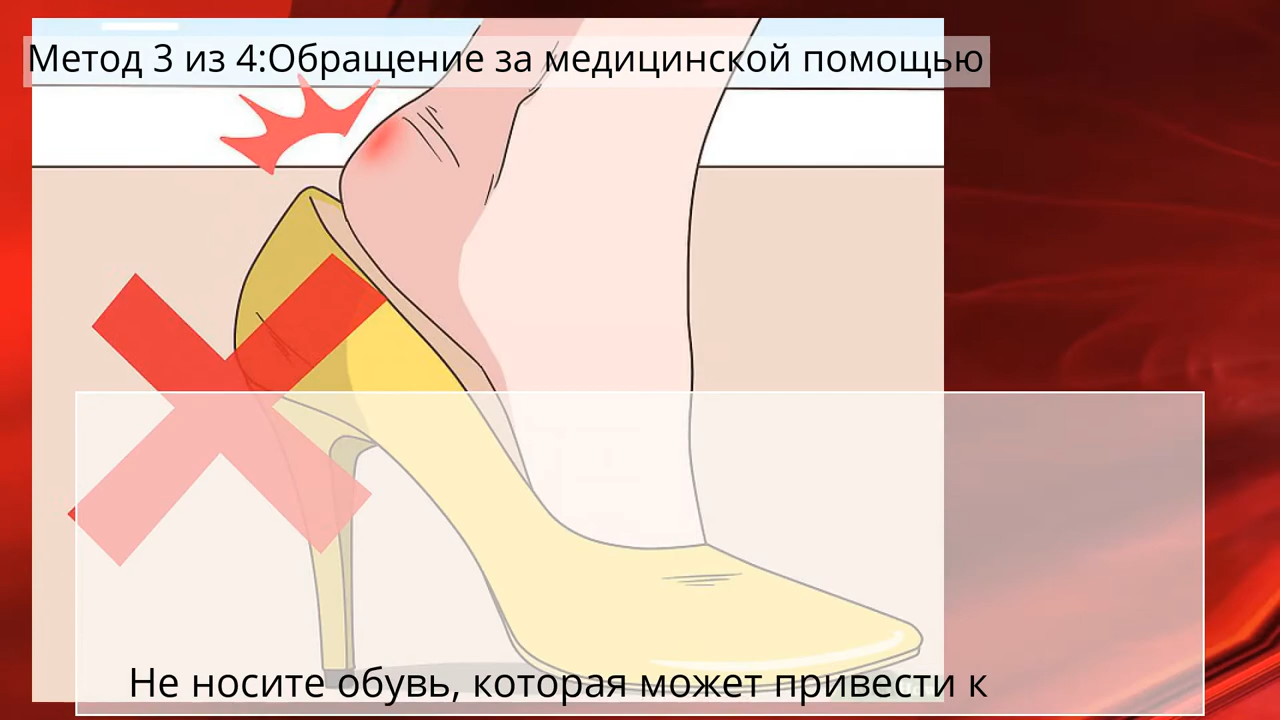 Метод 3 из 4:Обращение за медицинской помощью
Не носите обувь, которая может привести к